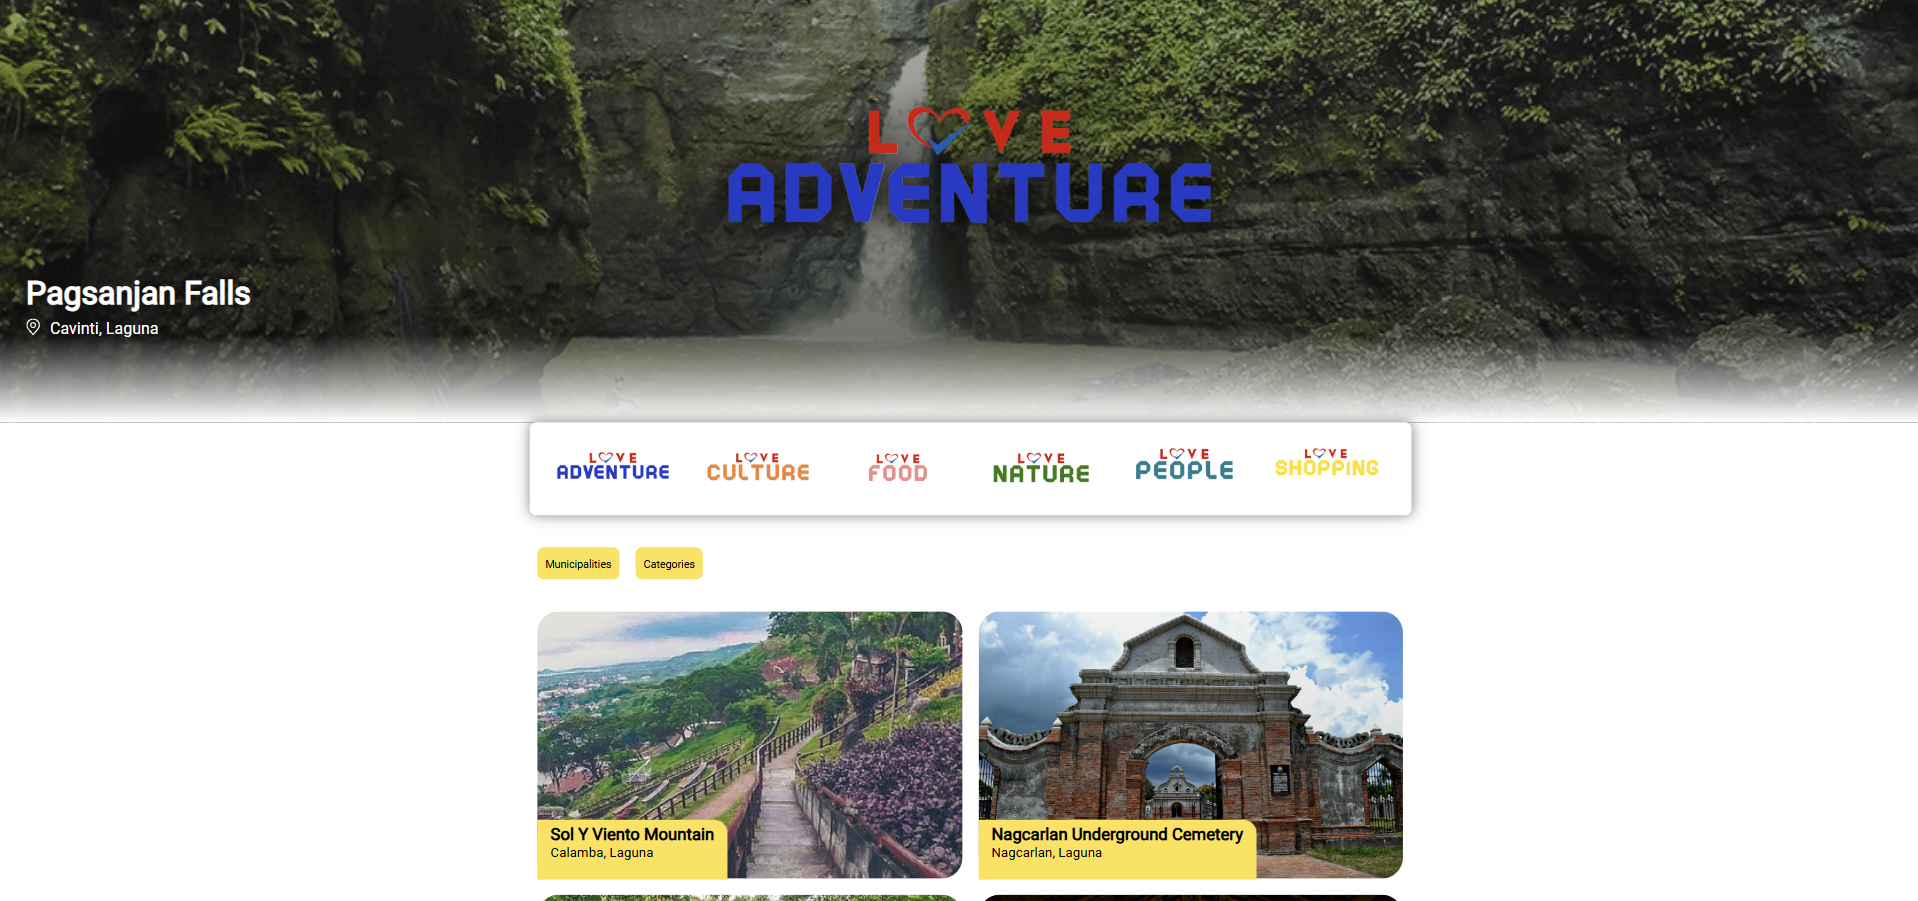 LOVE
ADVENTURE
Pagsanjan Falls
Cavinti, Laguna
LOVE
ADVENTURE
LOVE
CULTURE
LOVE
FOOD
LOVE
NATURE
LOVE
PEOPLE
LOVE
SHOPPING
Municipalities
Categories
Sol Y Viento Mountain
Calamba, Laguna
Nagcarlan Underground Cemetery
Nagcarlan, Laguna